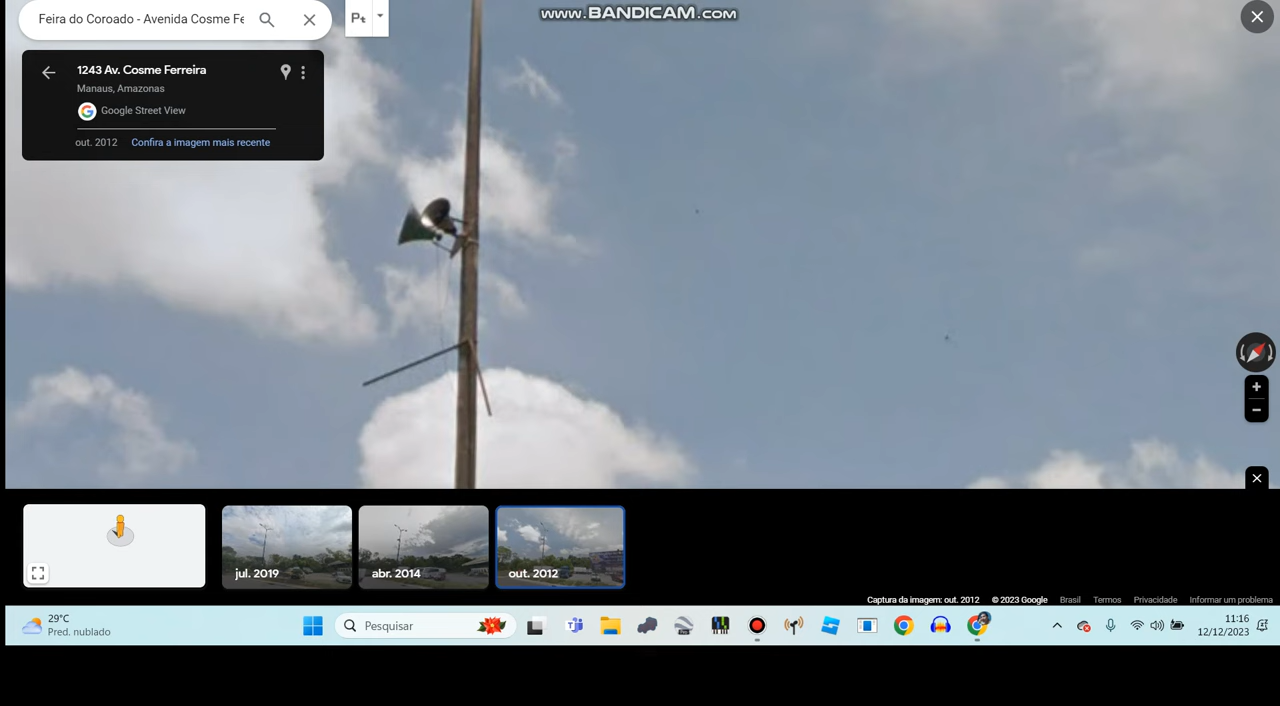 www.BANDICAM.com
Feira do Coroado - Avenida Cosme Fe
Pt
1243 Av. Cosme Ferreira
Manaus, Amazonas
Google Street View
out. 2012 Confira a imagem mais recente
jul. 2019
abr. 2014
out. 2012
Captura da imagem: out. 2012 © 2023 Google Brasil Termos Privacidade Informar um problema
29°C
Pred. nublado
Pesquisar
11:16
12/12/2023